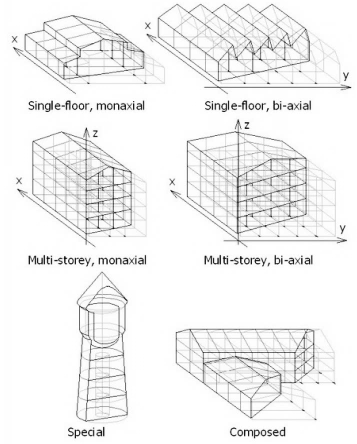 x
x
y
Single-floor, monaxial
Single-floor, bi-axial
z
z
x
x
y
Multi-storey, monaxial
Multi-storey, bi-axial
Special
Composed